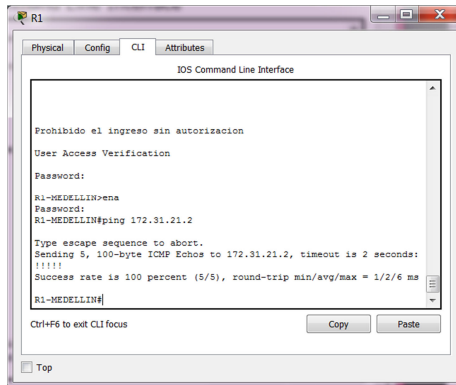 R1
Physical Config CLI Attributes
IOS Command Line Interface
Prohibido el ingreso sin autorizacion
User Access Verification
Password:
R1-MEDELLIN>ena
Password:
R1-MEDELLIN#ping 172.31.21.2
Type escape sequence to abort.
Sending 5, 100-byte ICMP Echos to 172.31.21.2, timeout is 2 seconds:
!!!!!
Success rate is 100 percent (5/5), round-trip min/avg/max = 1/2/6 ms
R1-MEDELLIN#
Ctrl+F6 to exit CLI focus
Copy Paste
Top